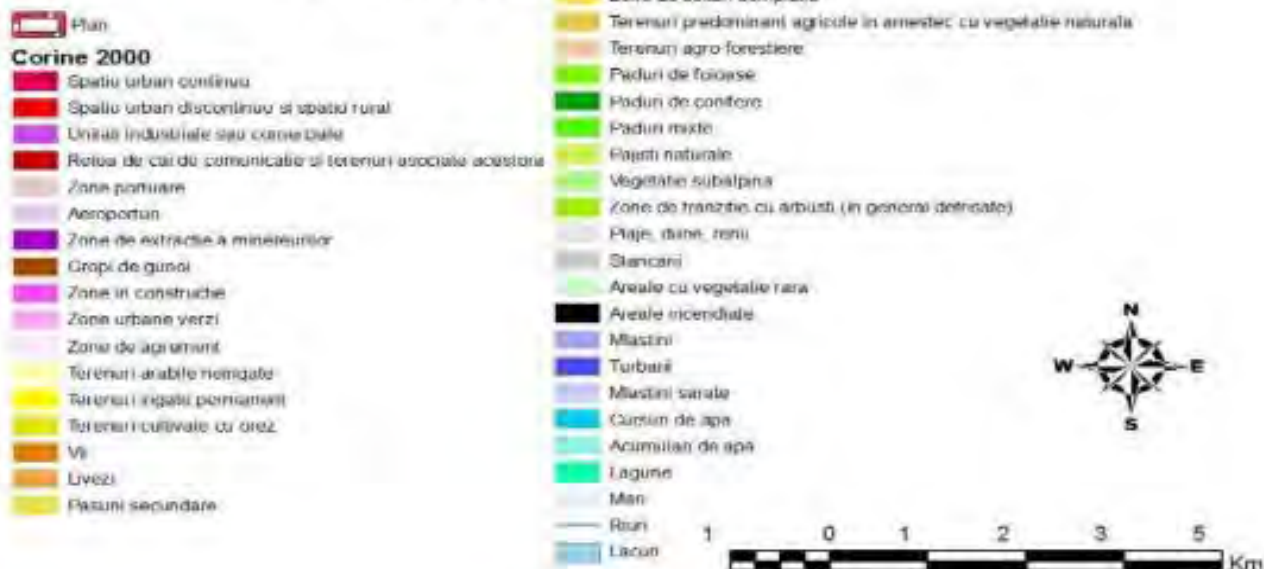 Plan
Corine 2000
Spatiu urban continuu
Spatiu urban discontinuu si spatiu rural
Unitati industriale sau comerciale
Retea de cai de comunicatie si terenuri asociate acestora
Zone portuare
Aeroporturi
Zone de extractie a minereurilor
Gropi de gunoi
Zone in constructie
Zone urbane verzi
Zone de agrement
Terenuri arabile neirigate
Terenuri irigate permanent
Terenuri cultivate cu orez
Vii
Livezi
Pasuni secundare
Terenuri predominant agricole in amestec cu vegetatie naturala
Terenuri agro-forestiere
Paduri de foioase
Paduri de conifere
Paduri mixte
Pajisti naturale
Vegetatie subalpina
Zone de tranzitie cu arbusti (in general defrisate)
Plaje, dune, renii
Stancarii
Areale cu vegetatie rara
Areale incendiate
Mlastini
Turbarii
Mlastini sarate
Cursuri de apa
Acumulari de apa
Lagune
Mari
Riuri
Lacuri
N
W E
S
1 0 1 2 3 5
Km